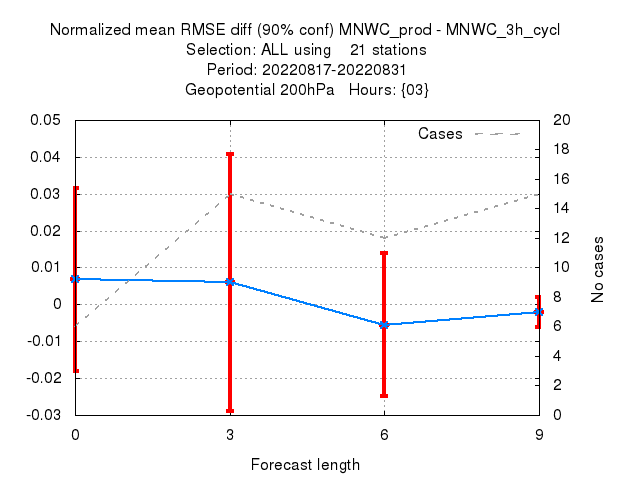 Normalized mean RMSE diff (90% conf) MNWC_prod - MNWC_3h_cycl
Selection: ALL using    21 stations
Period: 20220817-20220831
Geopotential 200hPa   Hours: {03}
Cases
0.05
0.04
0.03
0.02
0.01
0
-0.01
-0.02
-0.03
20
18
16
14
12
10
8
6
4
2
0
No cases
0 3 6 9
Forecast length